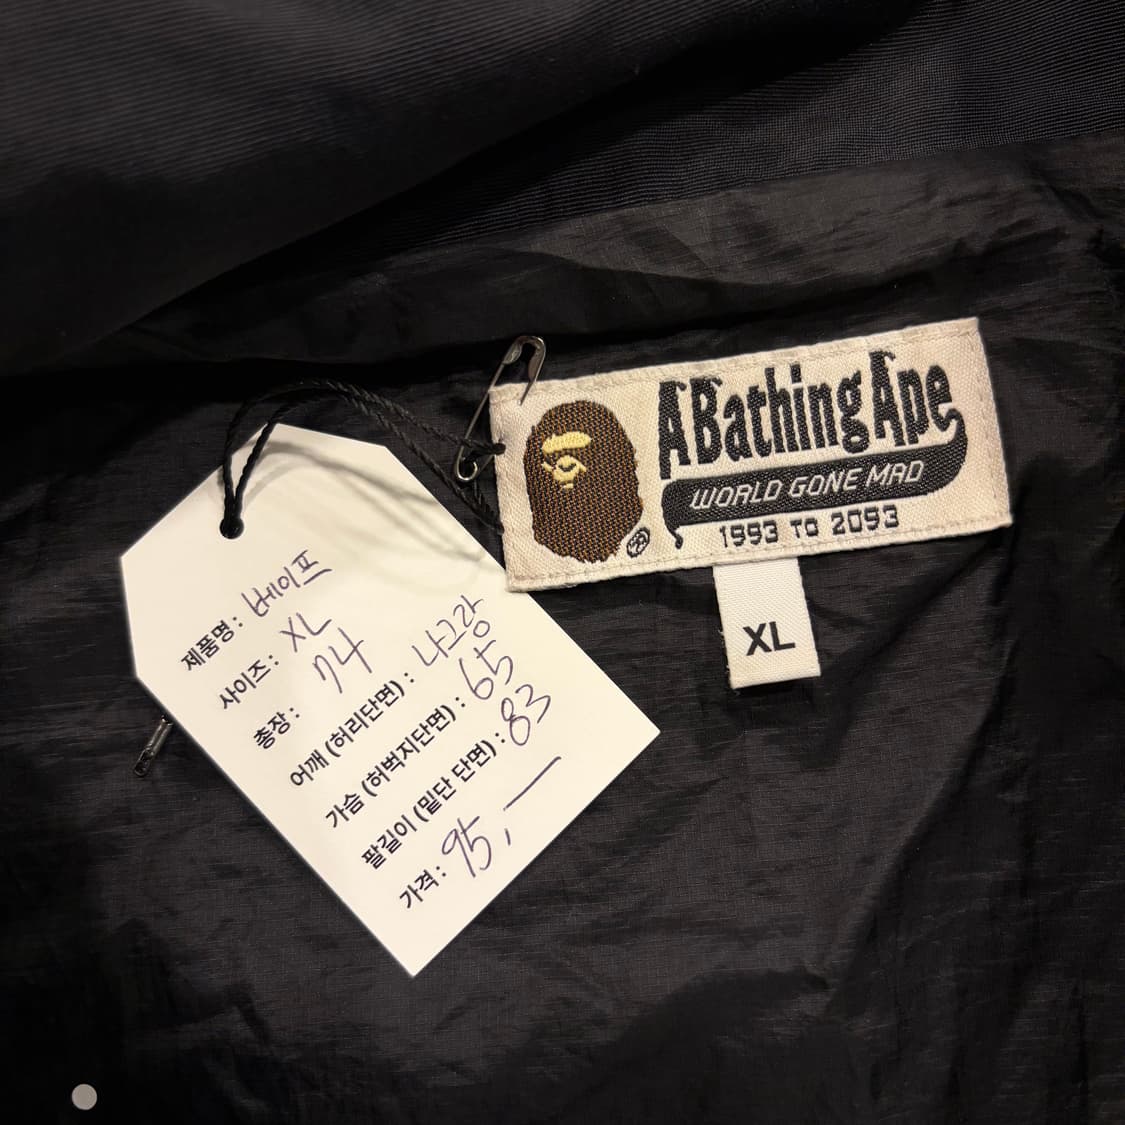 제품명 : 베이프
사이즈 : XL
총장 : 74
어깨 (허리단면) : 나그랑
가슴 (허벅지단면) : 65
팔길이 (밑단 단면) : 83
가격 : 95,—
A Bathing Ape
WORLD GONE MAD
1993 TO 2093
XL